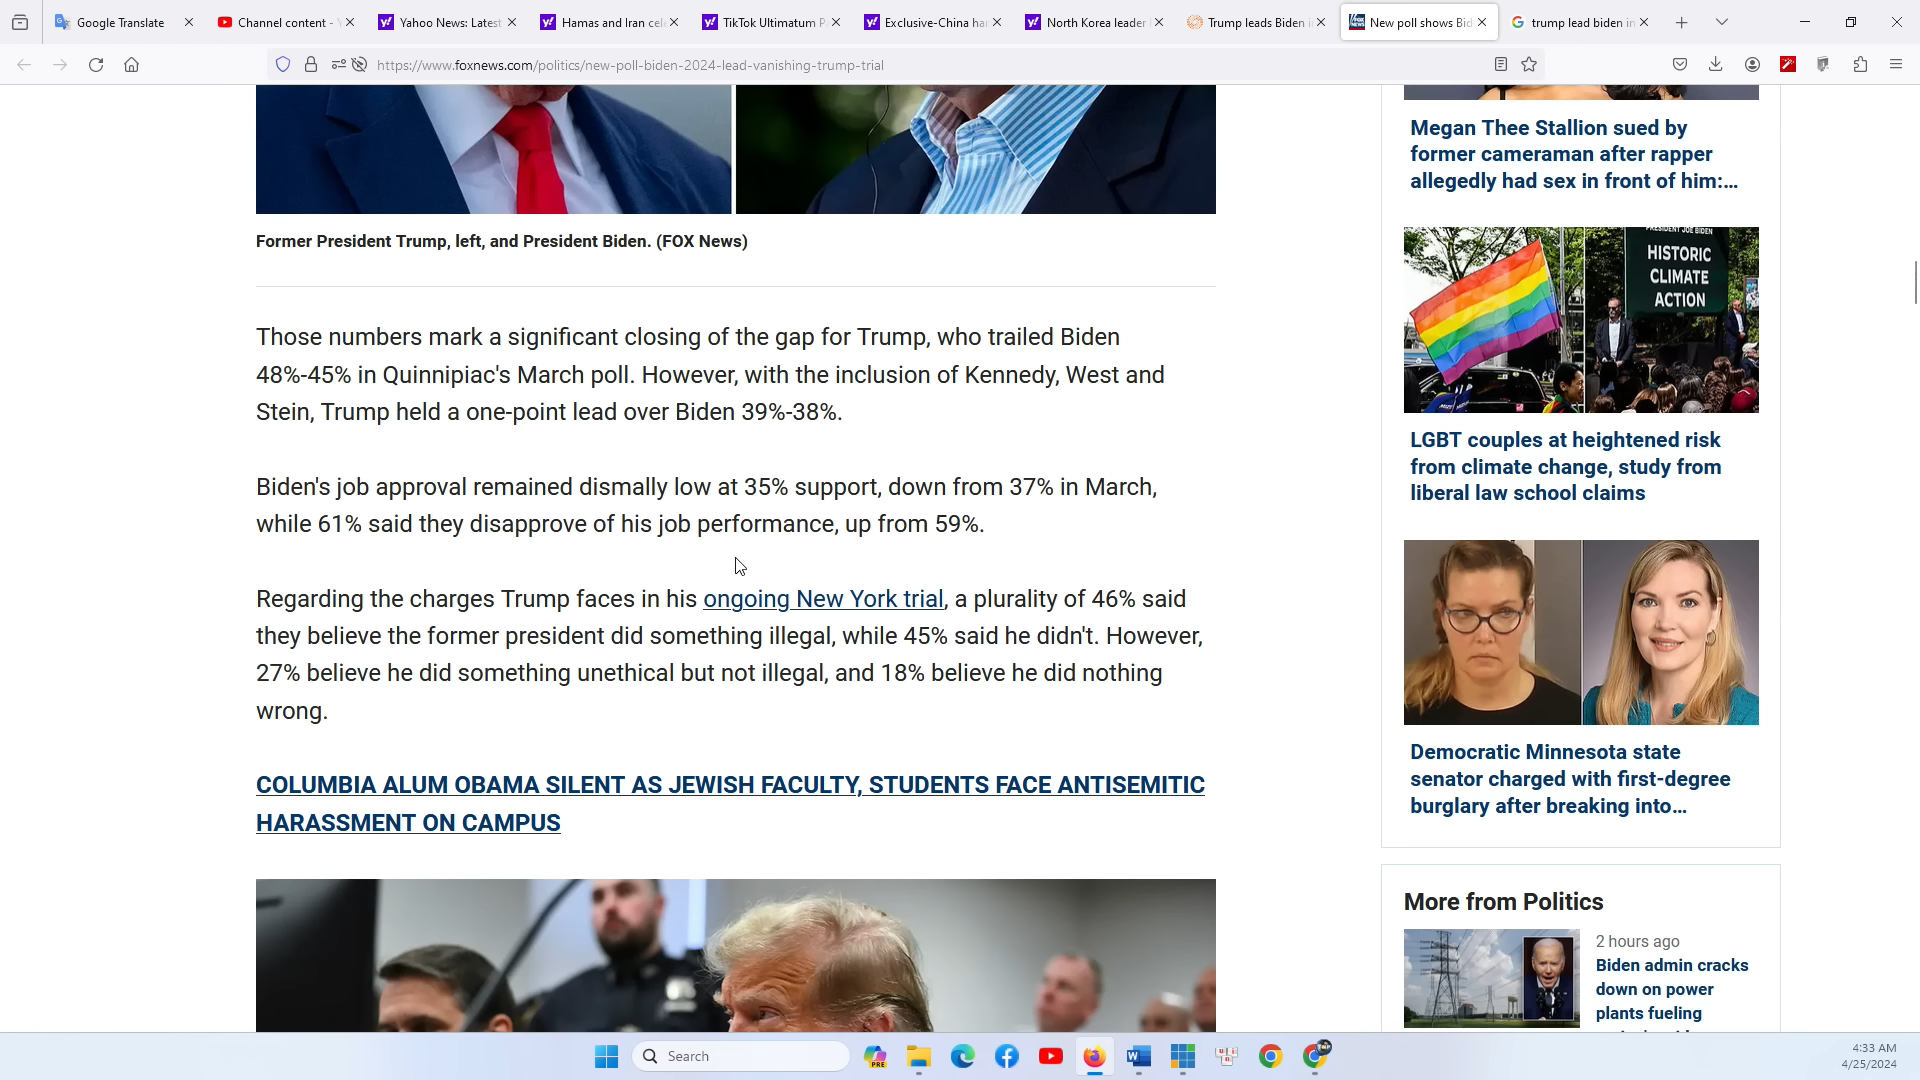 Google Translate
Channel content - Y
Yahoo News: Latest
Hamas and Iran cele
TikTok Ultimatum P
Exclusive-China har
North Korea leader
Trump leads Biden i
New poll shows Bid
trump lead biden in
https://www.foxnews.com/politics/new-poll-biden-2024-lead-vanishing-trump-trial
Former President Trump, left, and President Biden. (FOX News)
Those numbers mark a significant closing of the gap for Trump, who trailed Biden
48%-45% in Quinnipiac's March poll. However, with the inclusion of Kennedy, West and
Stein, Trump held a one-point lead over Biden 39%-38%.
Biden's job approval remained dismally low at 35% support, down from 37% in March,
while 61% said they disapprove of his job performance, up from 59%.
Regarding the charges Trump faces in his ongoing New York trial, a plurality of 46% said
they believe the former president did something illegal, while 45% said he didn't. However,
27% believe he did something unethical but not illegal, and 18% believe he did nothing
wrong.
COLUMBIA ALUM OBAMA SILENT AS JEWISH FACULTY, STUDENTS FACE ANTISEMITIC
HARASSMENT ON CAMPUS
Megan Thee Stallion sued by
former cameraman after rapper
allegedly had sex in front of him:...
PRESIDENT JOE BIDEN
HISTORIC
CLIMATE
ACTION
LGBT couples at heightened risk
from climate change, study from
liberal law school claims
Democratic Minnesota state
senator charged with first-degree
burglary after breaking into...
More from Politics
2 hours ago
Biden admin cracks
down on power
plants fueling
Search
4:33 AM
4/25/2024